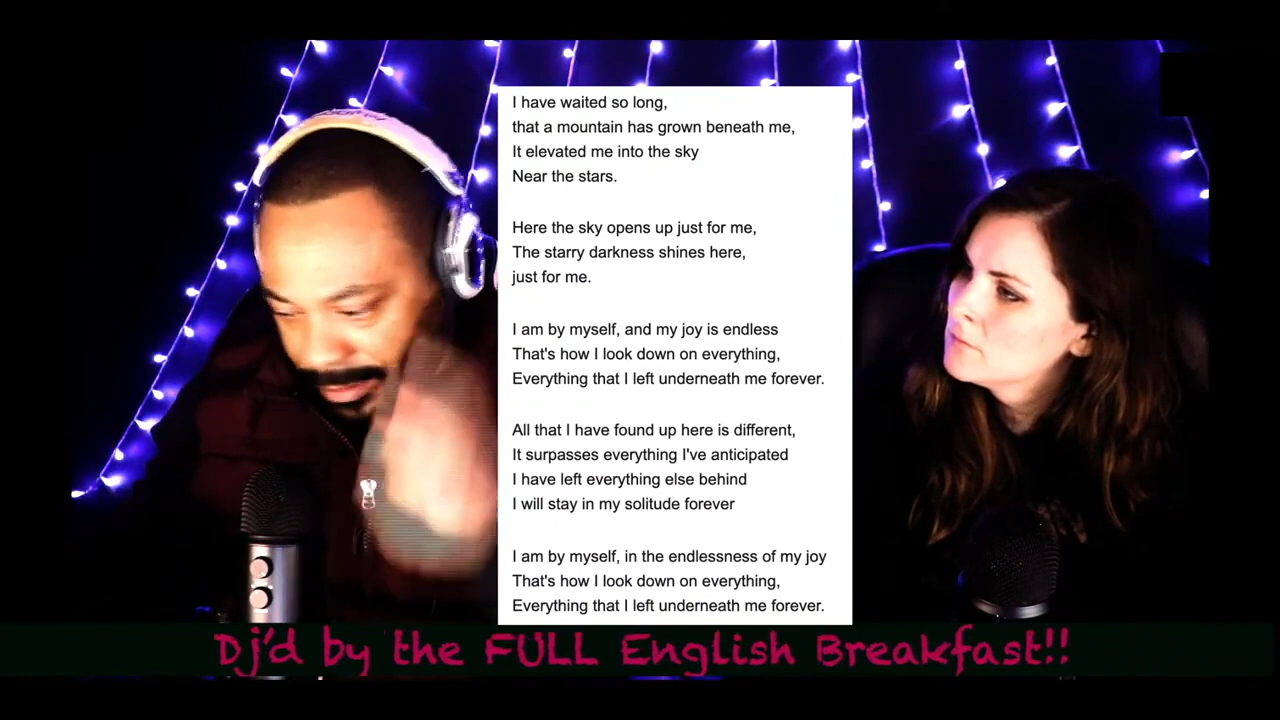 I have waited so long,
that a mountain has grown beneath me,
It elevated me into the sky
Near the stars.
Here the sky opens up just for me,
The starry darkness shines here,
just for me.
I am by myself, and my joy is endless
That's how I look down on everything,
Everything that I left underneath me forever.
All that I have found up here is different,
It surpasses everything I've anticipated
I have left everything else behind
I will stay in my solitude forever
I am by myself, in the endlessness of my joy
That's how I look down on everything,
Everything that I left underneath me forever.
Dj'd by the FULL English Breakfast!!